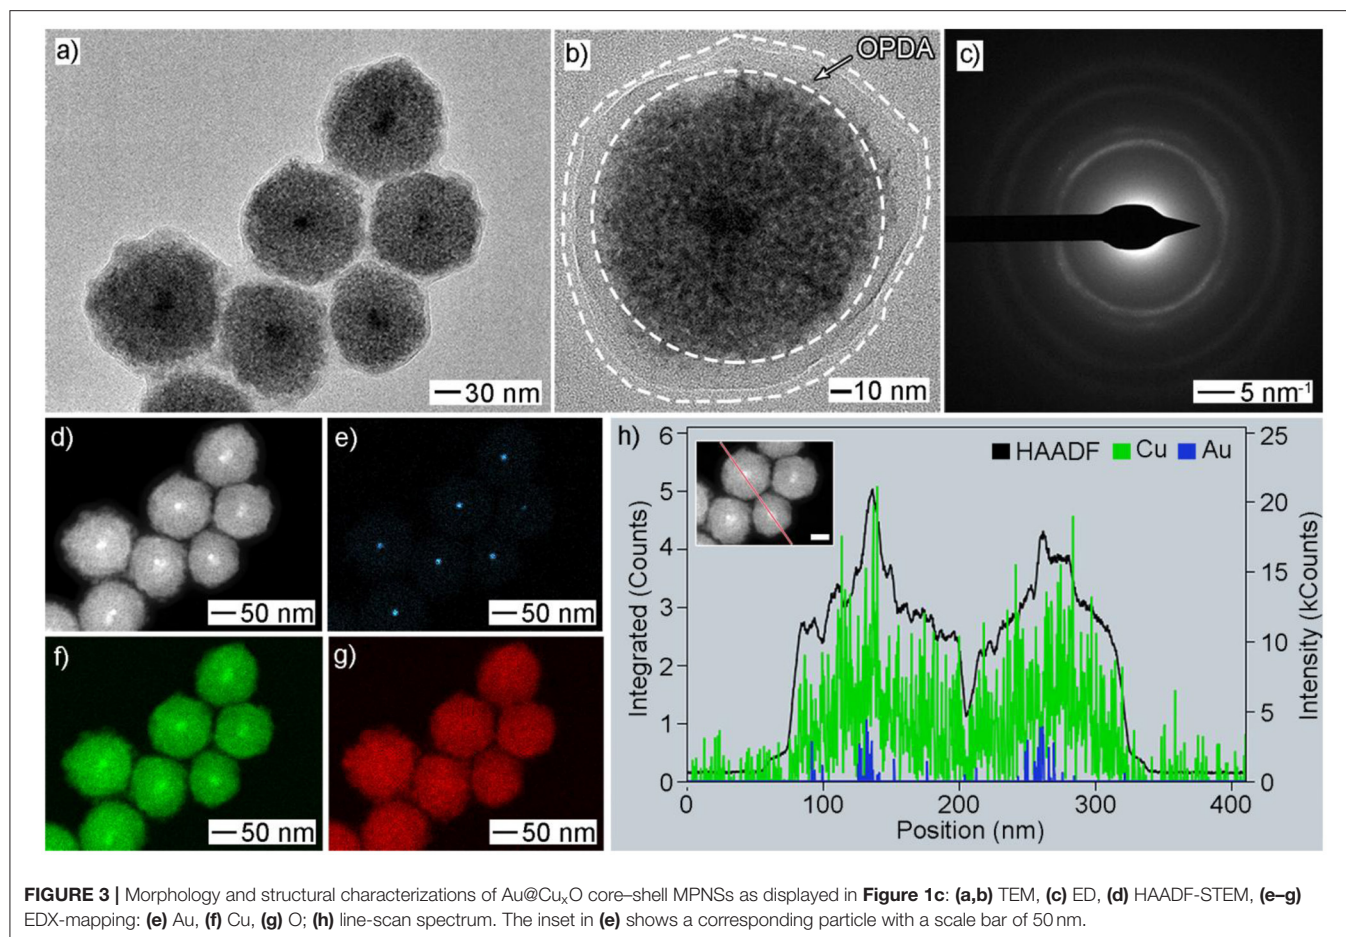 a)
30 nm
b)
OPDA
10 nm
c)
5 nm⁻¹
d)
50 nm
e)
50 nm
f)
50 nm
g)
50 nm
h)
HAADF Cu Au
Integrated (Counts)
6
5
4
3
2
1
0
25
20
15
10
5
0
Intensity (kCounts)
0 100 200 300 400
Position (nm)
FIGURE 3 | Morphology and structural characterizations of Au@CuₓO core–shell MPNSs as displayed in Figure 1c: (a,b) TEM, (c) ED, (d) HAADF-STEM, (e–g)
EDX-mapping: (e) Au, (f) Cu, (g) O; (h) line-scan spectrum. The inset in (e) shows a corresponding particle with a scale bar of 50 nm.